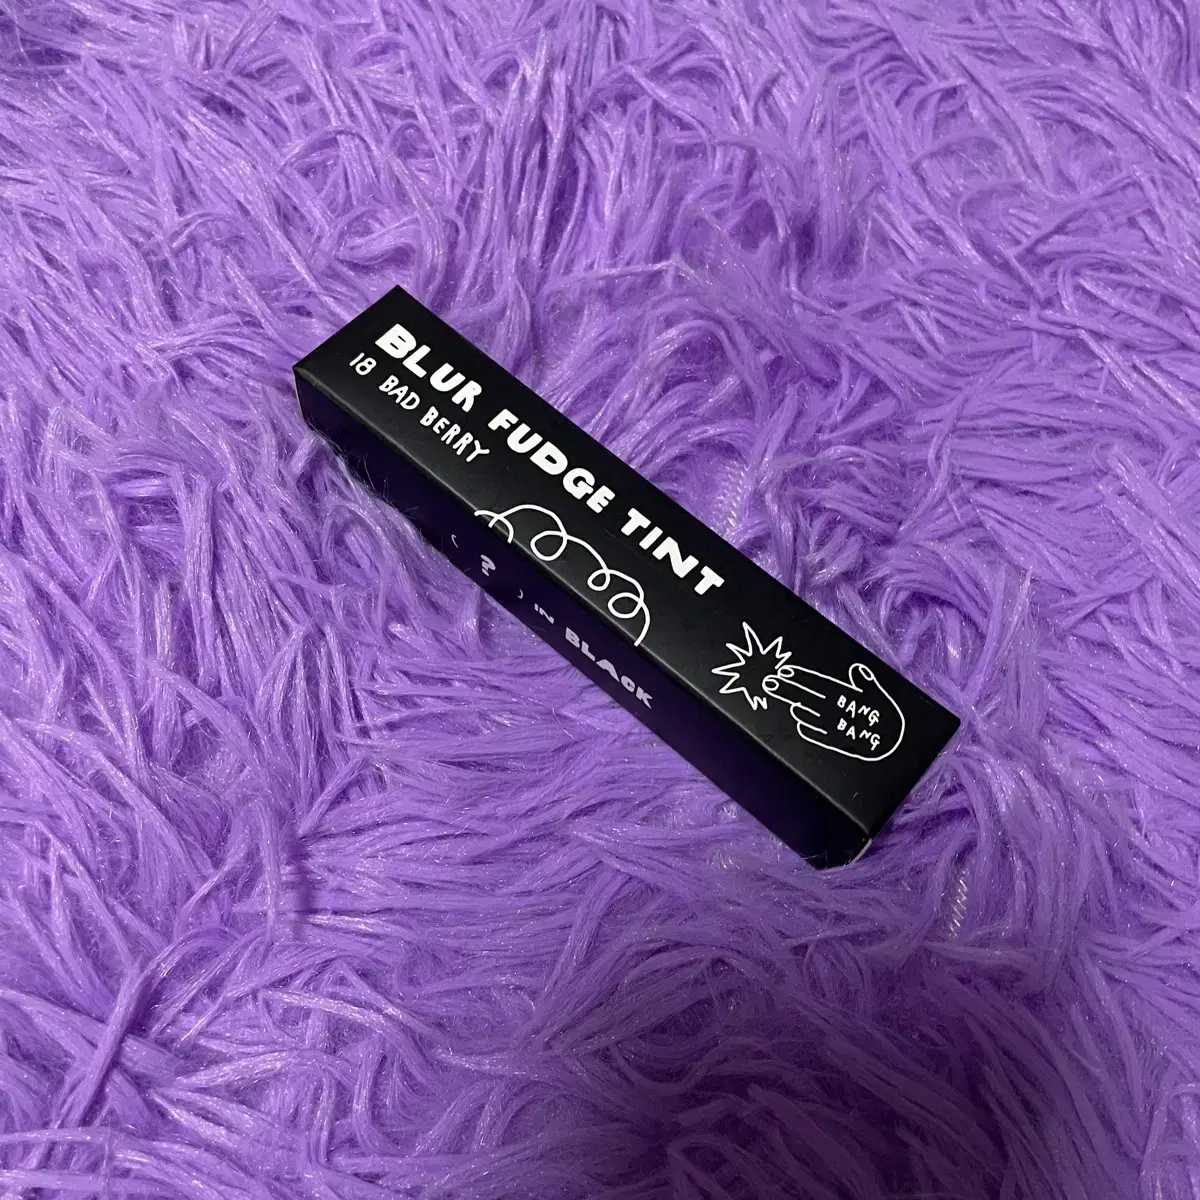 BLUR FUDGE TINT
18 BAD BERRY
BANG
BANG
( ? ) IN BLACK